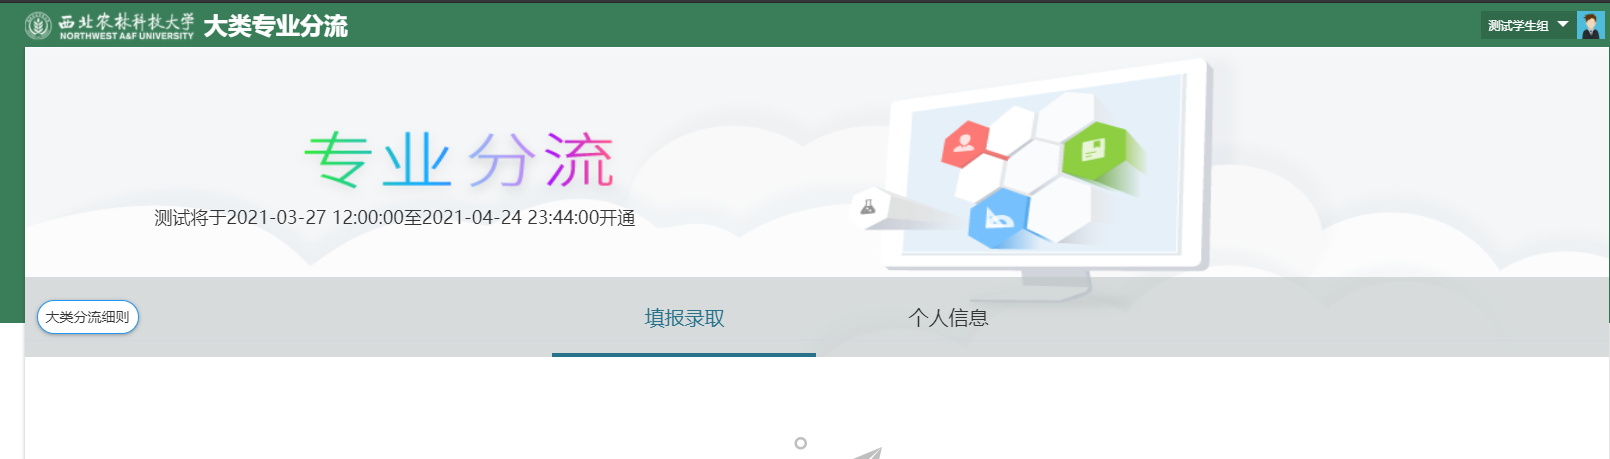 西北农林科技大学
NORTHWEST A&F UNIVERSITY
大类专业分流
测试学生组
专业分流
测试将于2021-03-27 12:00:00至2021-04-24 23:44:00开通
大类分流细则
填报录取
个人信息